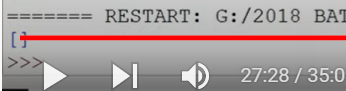 ======= RESTART: G:/2018 BAT
[]
>>>
27:28 / 35:0